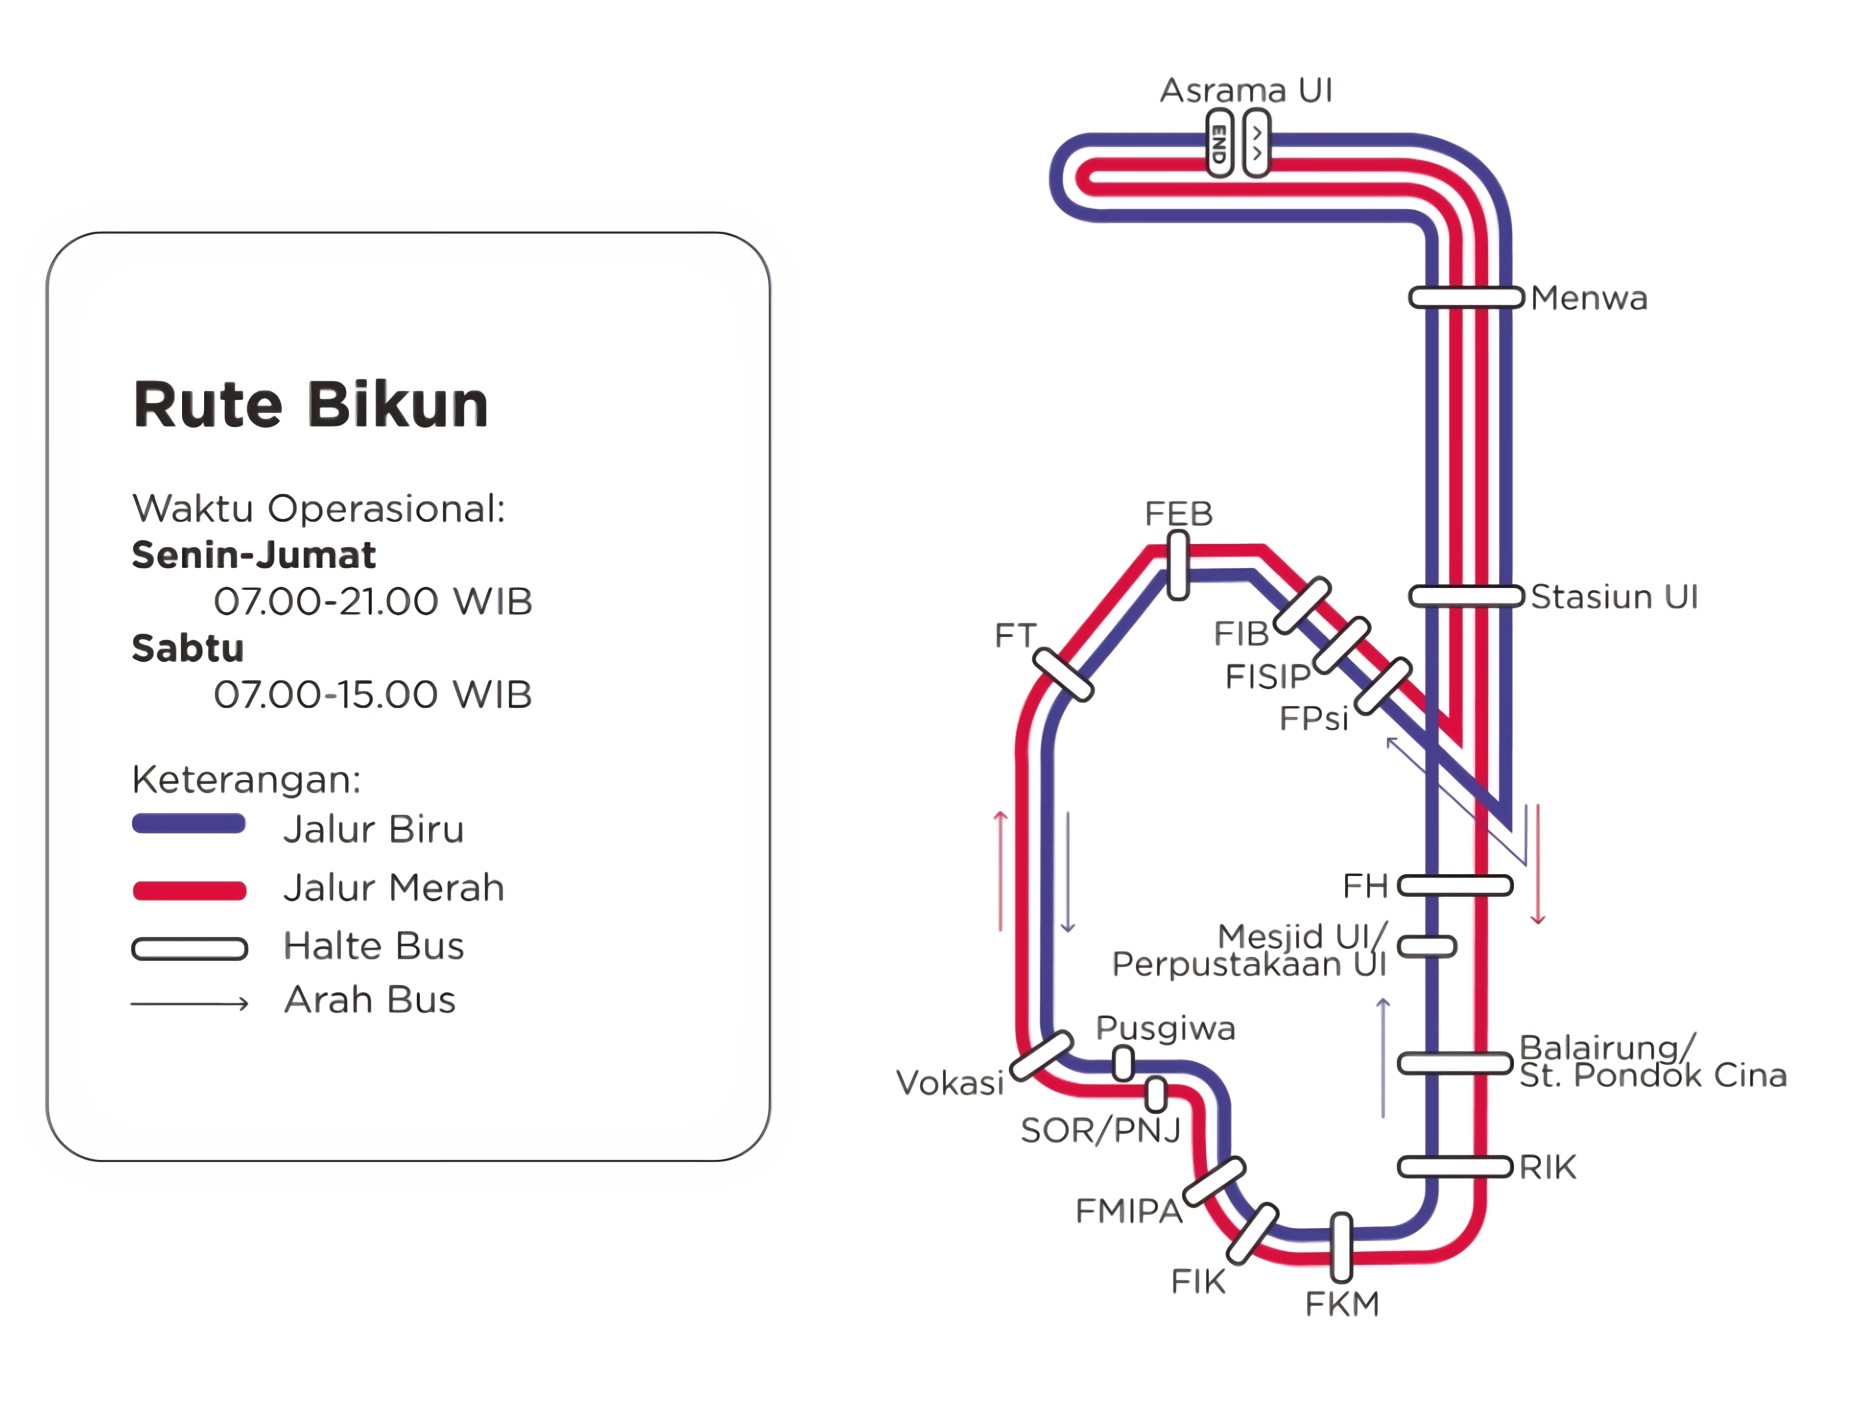 Rute Bikun
Waktu Operasional:
Senin-Jumat
07.00-21.00 WIB
Sabtu
07.00-15.00 WIB
Keterangan:
Jalur Biru
Jalur Merah
Halte Bus
Arah Bus
Asrama UI
END
>>
Menwa
Stasiun UI
FEB
FIB
FISIP
FPsi
FT
FH
Mesjid UI/
Perpustakaan UI
Balairung/
St. Pondok Cina
RIK
Pusgiwa
Vokasi
SOR/PNJ
FMIPA
FIK
FKM